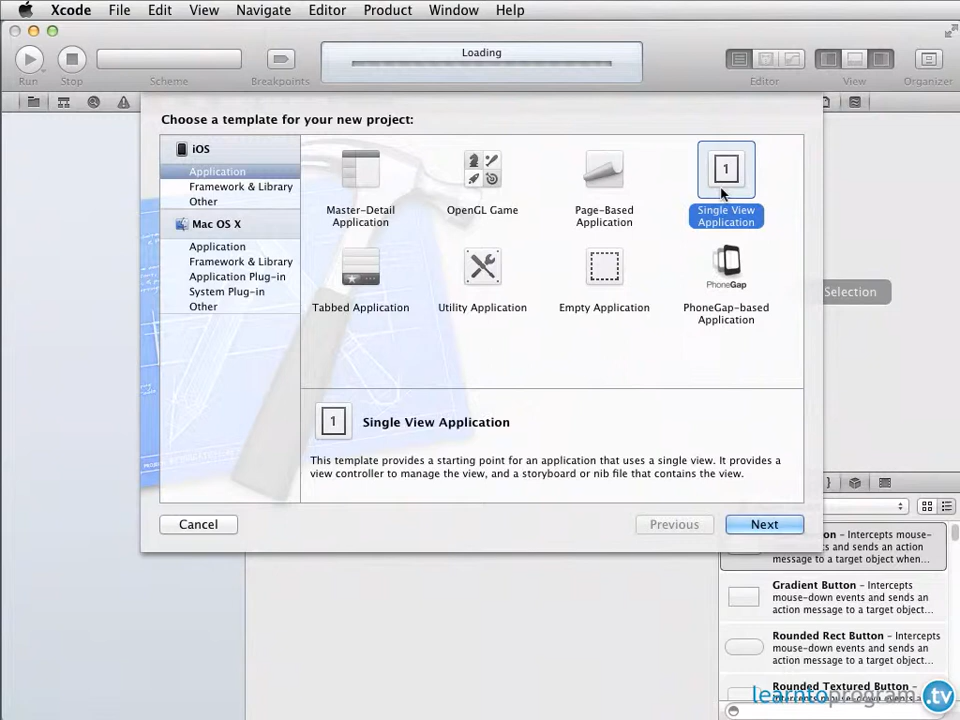 Xcode File Edit View Navigate Editor Product Window Help
Loading
Run Stop Scheme Breakpoints Editor View Organizer
Choose a template for your new project:
iOS
Application
Framework & Library
Other
Mac OS X
Application
Framework & Library
Application Plug-in
System Plug-in
Other
Master-Detail
Application
OpenGL Game
Page-Based
Application
1
Single View
Application
Tabbed Application
Utility Application
Empty Application
PhoneGap
PhoneGap-based
Application
Selection
1
Single View Application
This template provides a starting point for an application that uses a single view. It provides a
view controller to manage the view, and a storyboard or nib file that contains the view.
Cancel
Previous
Next
– Intercepts mouse-
and sends an action
message to a target object when...
Gradient Button – Intercepts
mouse-down events and sends an
action message to a target object...
Rounded Rect Button – Intercepts
mouse-down events and sends an
action message to a target object...
Rounded Textured Button –
learntoprogram.tv